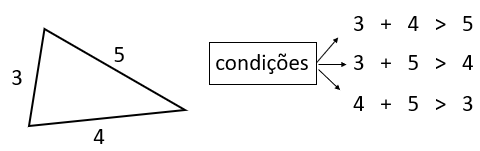 3 + 4 > 5
5
3
condições
3 + 5 > 4
4 + 5 > 3
4